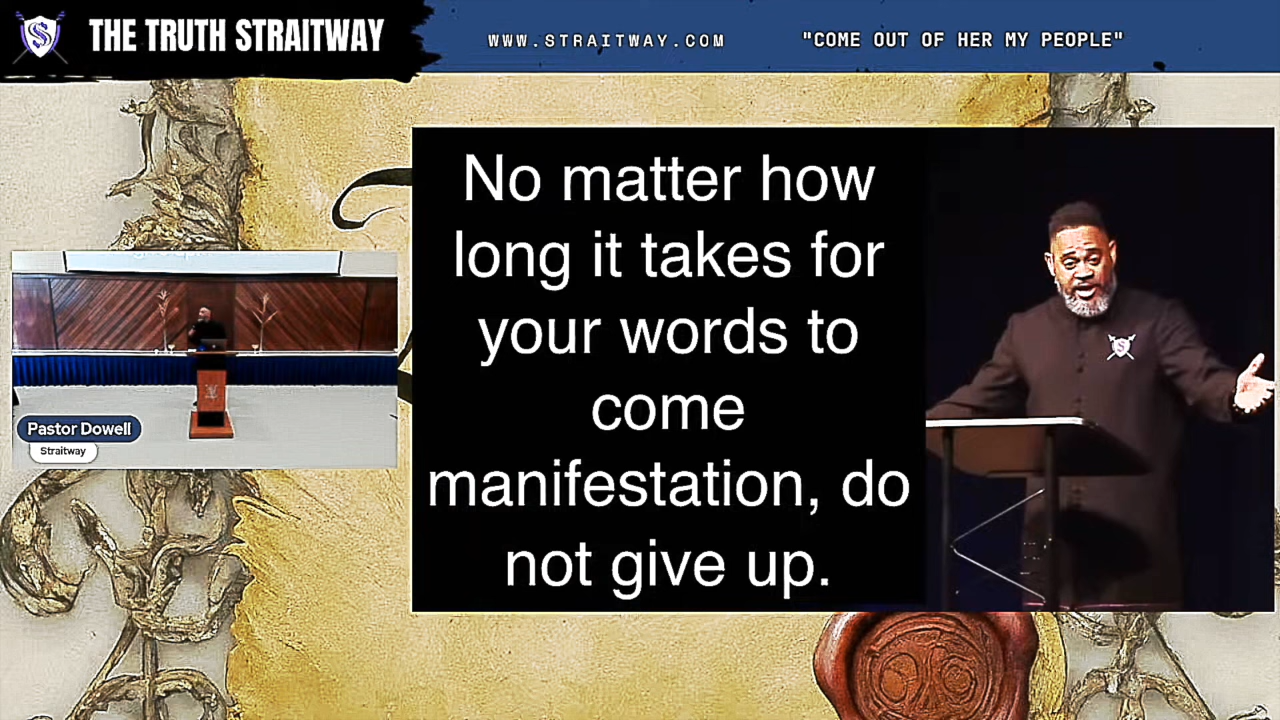 THE TRUTH STRAITWAY
WWW.STRAITWAY.COM
"COME OUT OF HER MY PEOPLE"
No matter how
long it takes for
your words to
come
manifestation, do
not give up.
Pastor Dowell
Straitway